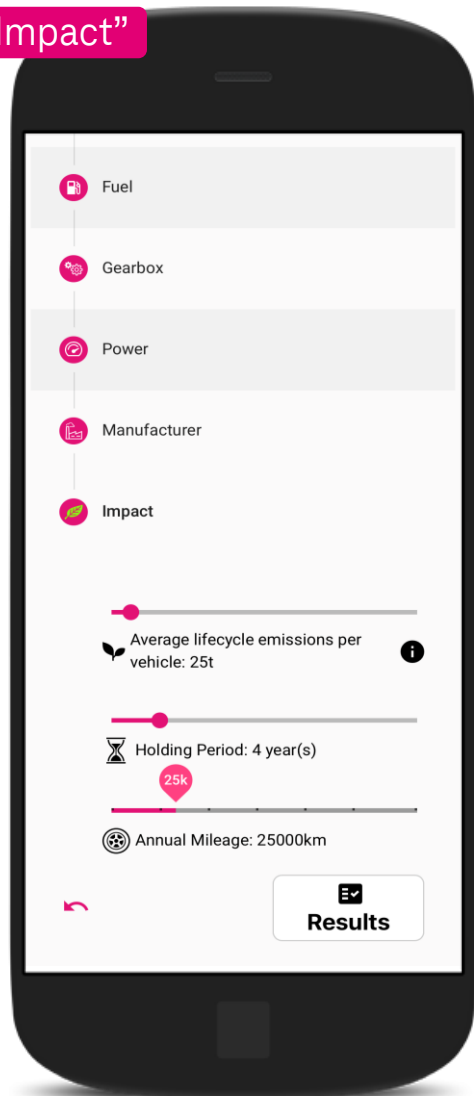 Impact”
Fuel
Gearbox
Power
Manufacturer
Impact
Average lifecycle emissions per
vehicle: 25t
Holding Period: 4 year(s)
25k
Annual Mileage: 25000km
Results